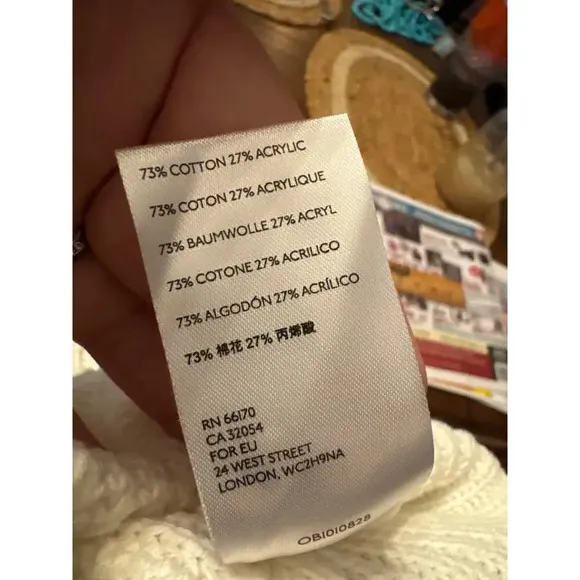 73% COTTON 27% ACRYLIC
73% COTON 27% ACRYLIQUE
73% BAUMWOLLE 27% ACRYL
73% COTONE 27% ACRILICO
73% ALGODÓN 27% ACRÍLICO
73% 棉花 27% 丙烯酸
RN 66170
CA 32054
FOR EU
24 WEST STREET
LONDON, WC2H9NA
OB1010828